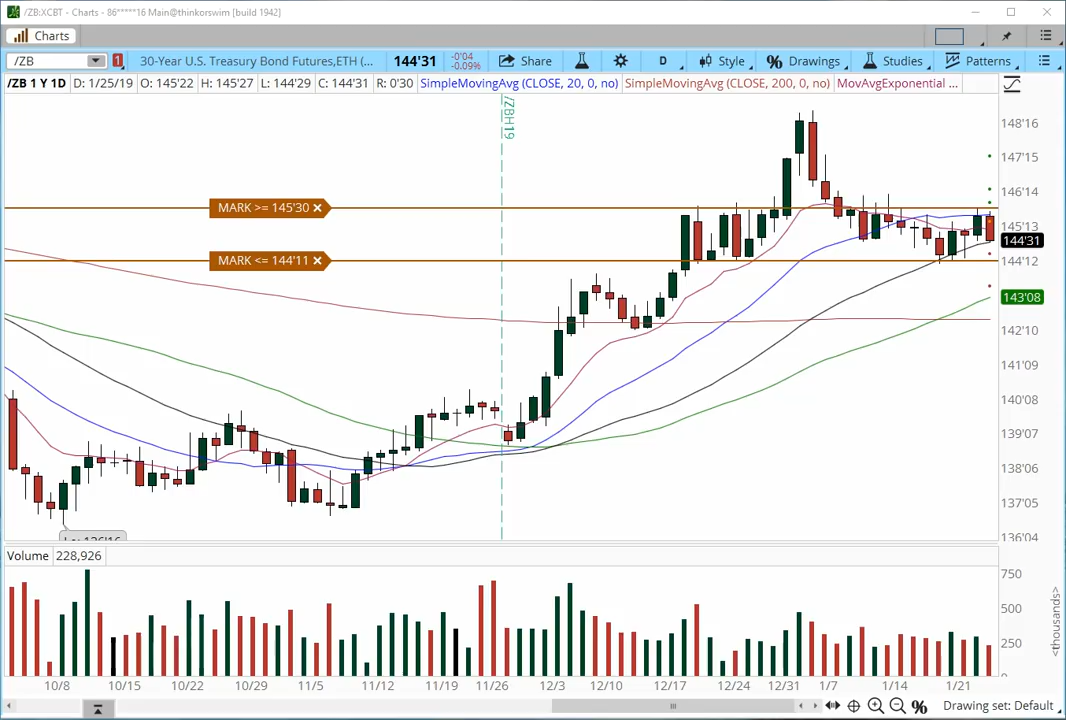 /ZB:XCBT - Charts - 86*****16 Main@thinkorswim [build 1942]
Charts
/ZB 1 30-Year U.S. Treasury Bond Futures,ETH (... 144'31 -0'04 -0.09% Share D Style % Drawings Studies Patterns
/ZB 1 Y 1D D: 1/25/19 O: 145'22 H: 145'27 L: 144'29 C: 144'31 R: 0'30 SimpleMovingAvg (CLOSE, 20, 0, no) SimpleMovingAvg (CLOSE, 200, 0, no) MovAvgExponential ...
/ZBH19
148'16
147'15
146'14
MARK >= 145'30 ×
145'13
144'31
MARK <= 144'11 ×
144'12
143'08
142'10
141'09
140'08
139'07
138'06
137'05
136'04
Volume 228,926
750
500
250
<thousands>
10/8 10/15 10/22 10/29 11/5 11/12 11/19 11/26 12/3 12/10 12/17 12/24 12/31 1/7 1/14 1/21
% Drawing set: Default